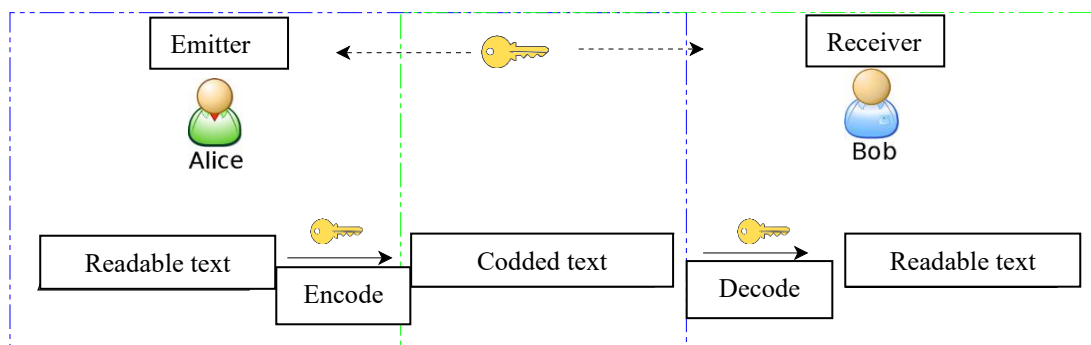 Emitter
Receiver
Alice
Bob
Readable text
Encode
Codded text
Decode
Readable text